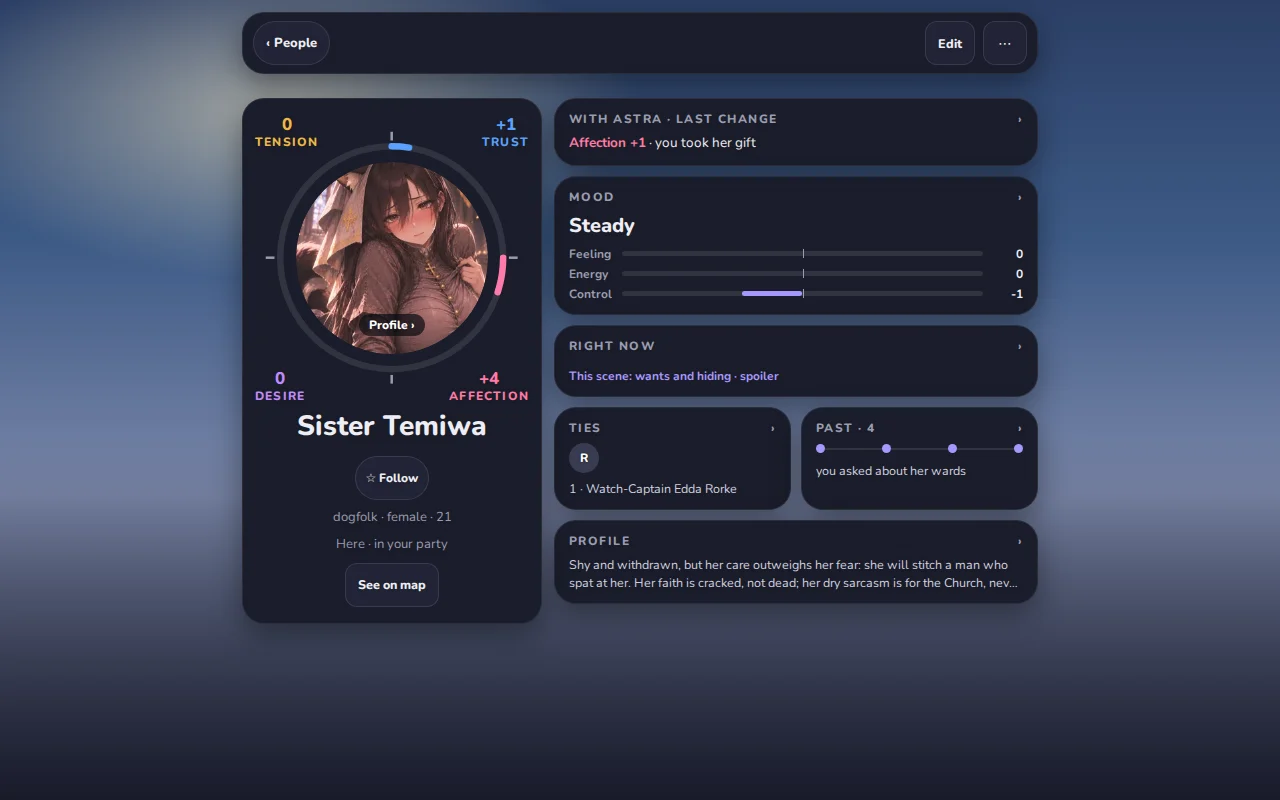 ‹ People
Edit
···
0
TENSION
+1
TRUST
Profile ›
0
DESIRE
+4
AFFECTION
Sister Temiwa
☆ Follow
dogfolk · female · 21
Here · in your party
See on map
WITH ASTRA · LAST CHANGE ›
Affection +1 · you took her gift
MOOD ›
Steady
Feeling 0
Energy 0
Control -1
RIGHT NOW ›
This scene: wants and hiding · spoiler
TIES ›
R
1 · Watch-Captain Edda Rorke
PAST · 4 ›
you asked about her wards
PROFILE ›
Shy and withdrawn, but her care outweighs her fear: she will stitch a man who
spat at her. Her faith is cracked, not dead; her dry sarcasm is for the Church, nev...